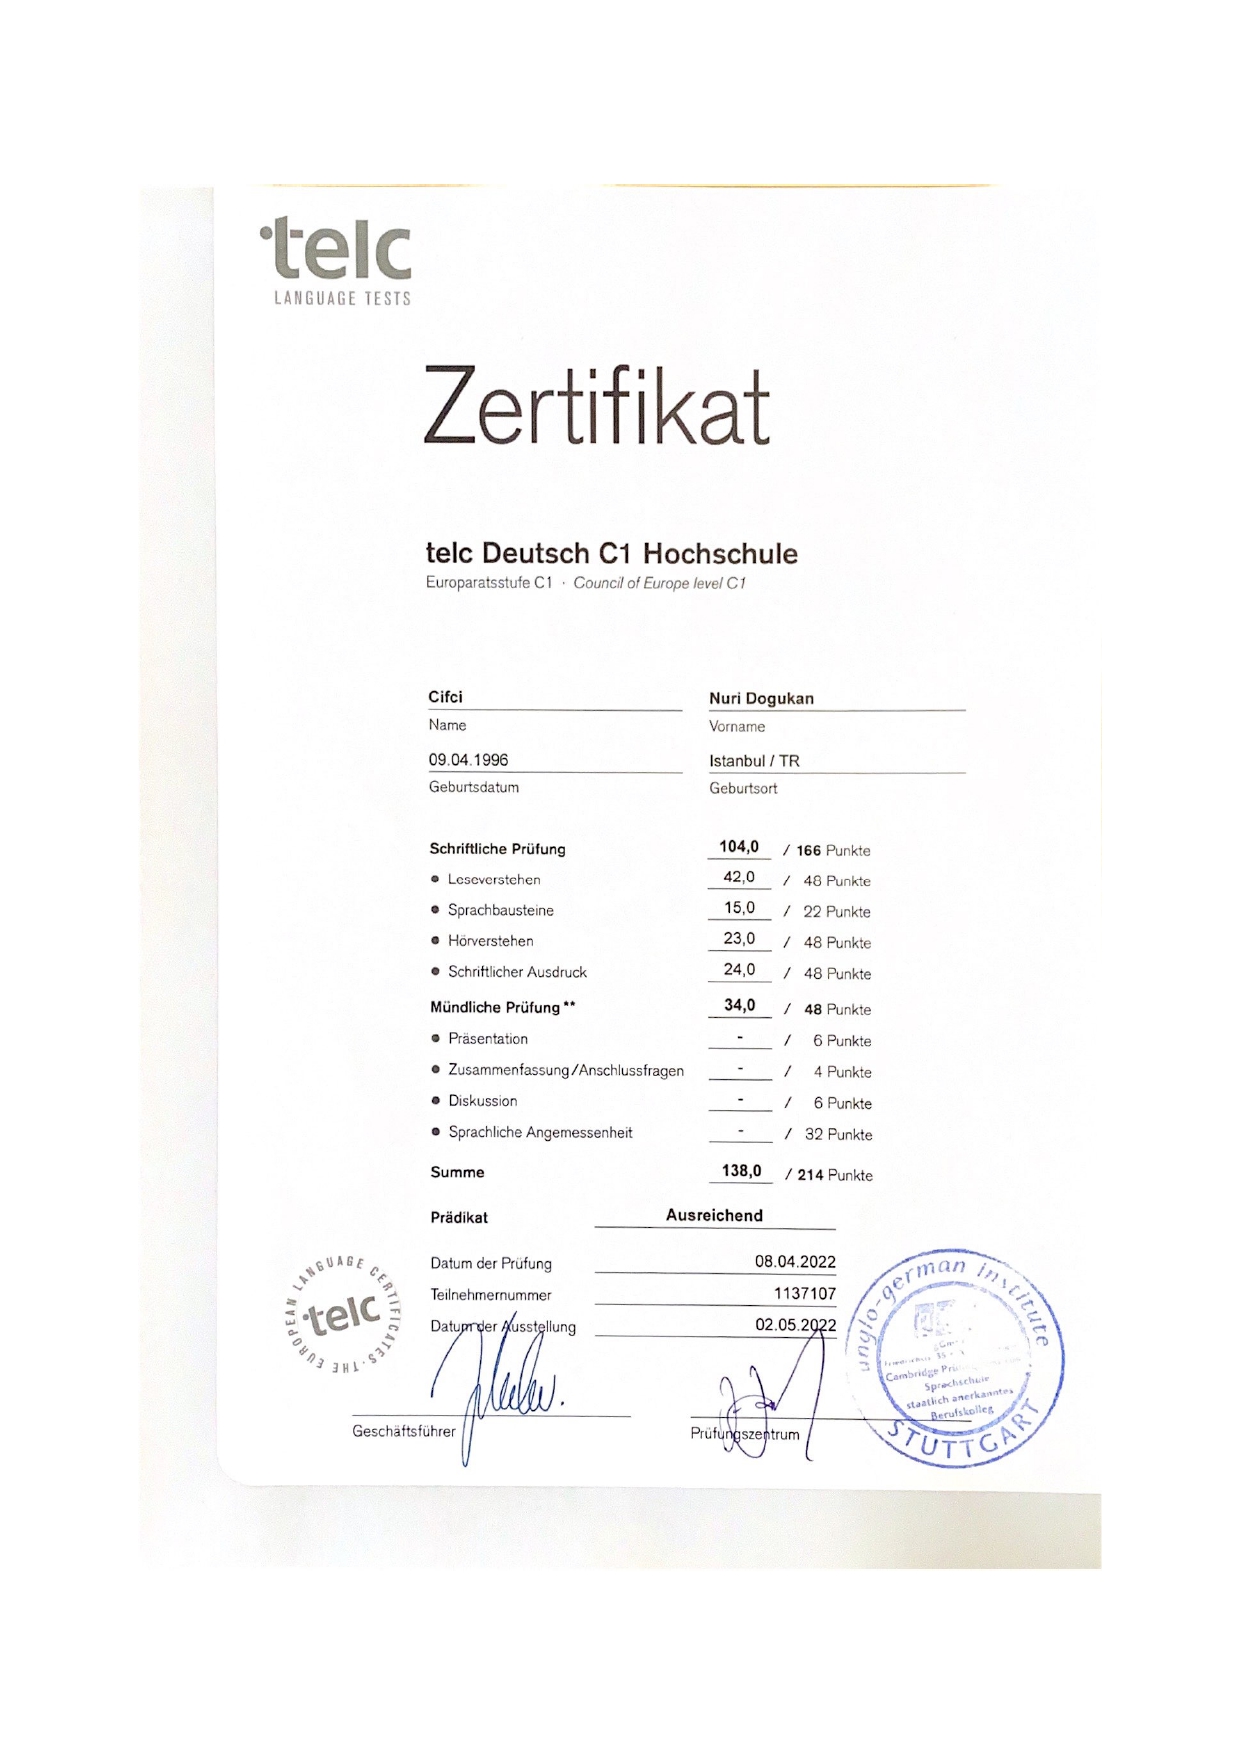 telc
LANGUAGE TESTS
Zertifikat
telc Deutsch C1 Hochschule
Europaratsstufe C1 · Council of Europe level C1
Cifci Nuri Dogukan
Name Vorname
09.04.1996 Istanbul / TR
Geburtsdatum Geburtsort
Schriftliche Prüfung 104,0 / 166 Punkte
● Leseverstehen 42,0 / 48 Punkte
● Sprachbausteine 15,0 / 22 Punkte
● Hörverstehen 23,0 / 48 Punkte
● Schriftlicher Ausdruck 24,0 / 48 Punkte
Mündliche Prüfung ** 34,0 / 48 Punkte
● Präsentation - / 6 Punkte
● Zusammenfassung/Anschlussfragen - / 4 Punkte
● Diskussion - / 6 Punkte
● Sprachliche Angemessenheit - / 32 Punkte
Summe 138,0 / 214 Punkte
Prädikat Ausreichend
Datum der Prüfung 08.04.2022
Teilnehmernummer 1137107
Datum der Ausstellung 02.05.2022
Geschäftsführer Prüfungszentrum
THE EUROPEAN LANGUAGE CERTIFICATES
telc
anglo-german institute
Cambridge
Sprachschule
staatlich anerkanntes
Berufskolleg
STUTTGART